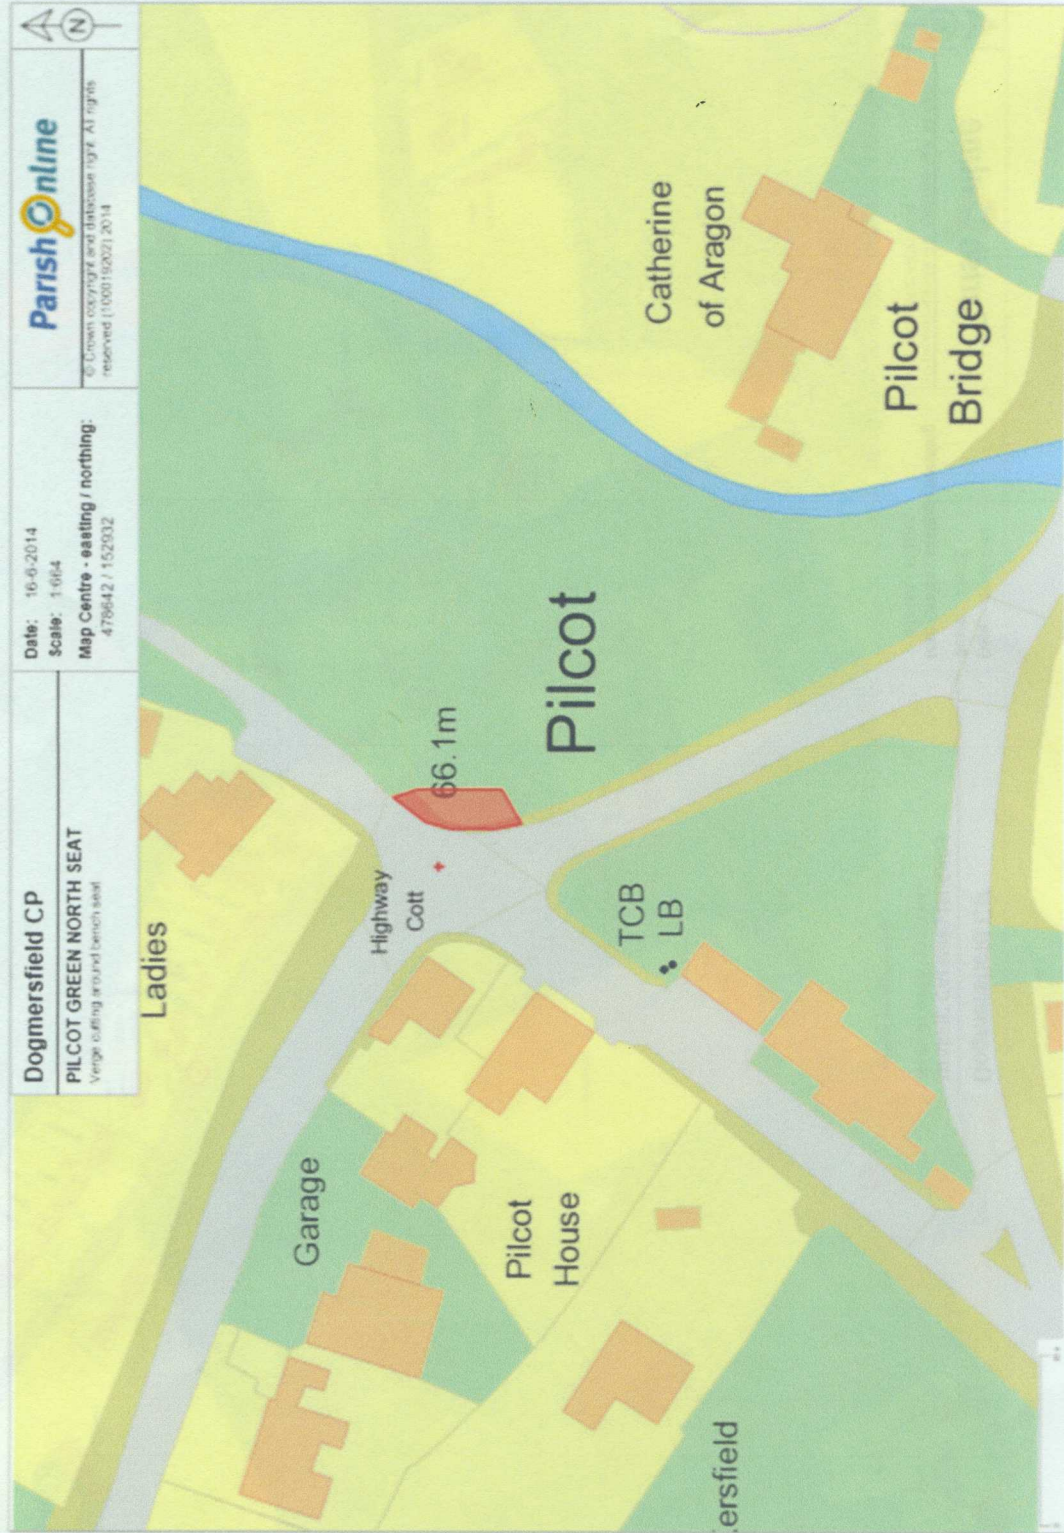 Dogmersfield CP
PILCOT GREEN NORTH SEAT
Verge cutting around bench seat
Date: 16-6-2014
Scale: 1:664
Map Centre - easting / northing:
478642 / 152932
Parish Online
© Crown copyright and database right. All rights
reserved (100019202) 2014
N
Ladies
Highway
Cott
66.1m
Garage
Pilcot
House
Pilcot
TCB
LB
Catherine
of Aragon
Pilcot
Bridge
ersfield